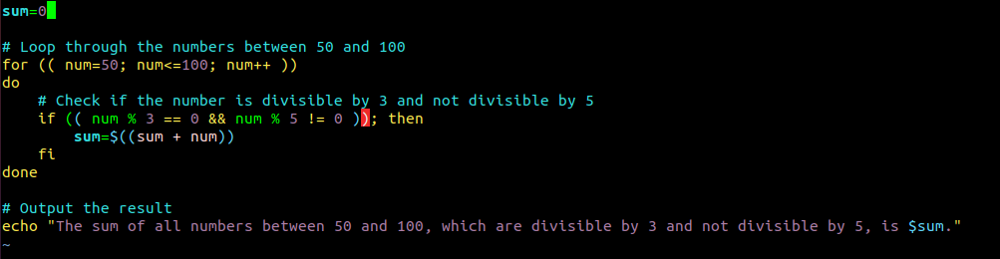 sum=0
# Loop through the numbers between 50 and 100
for (( num=50; num<=100; num++ ))
do
    # Check if the number is divisible by 3 and not divisible by 5
    if (( num % 3 == 0 && num % 5 != 0 )); then
        sum=$((sum + num))
    fi
done
# Output the result
echo "The sum of all numbers between 50 and 100, which are divisible by 3 and not divisible by 5, is $sum."
~